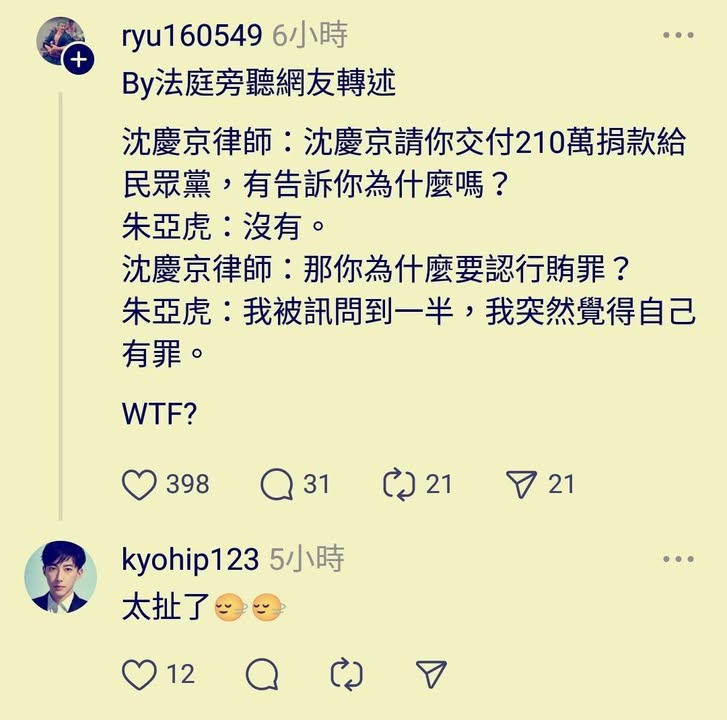 ryu160549 6小時
By法庭旁聽網友轉述
沈慶京律師：沈慶京請你交付210萬捐款給
民眾黨，有告訴你為什麼嗎？
朱亞虎：沒有。
沈慶京律師：那你為什麼要認行賄罪？
朱亞虎：我被訊問到一半，我突然覺得自己
有罪。
WTF?
398 31 21 21
kyohip123 5小時
太扯了🫨🫨
12